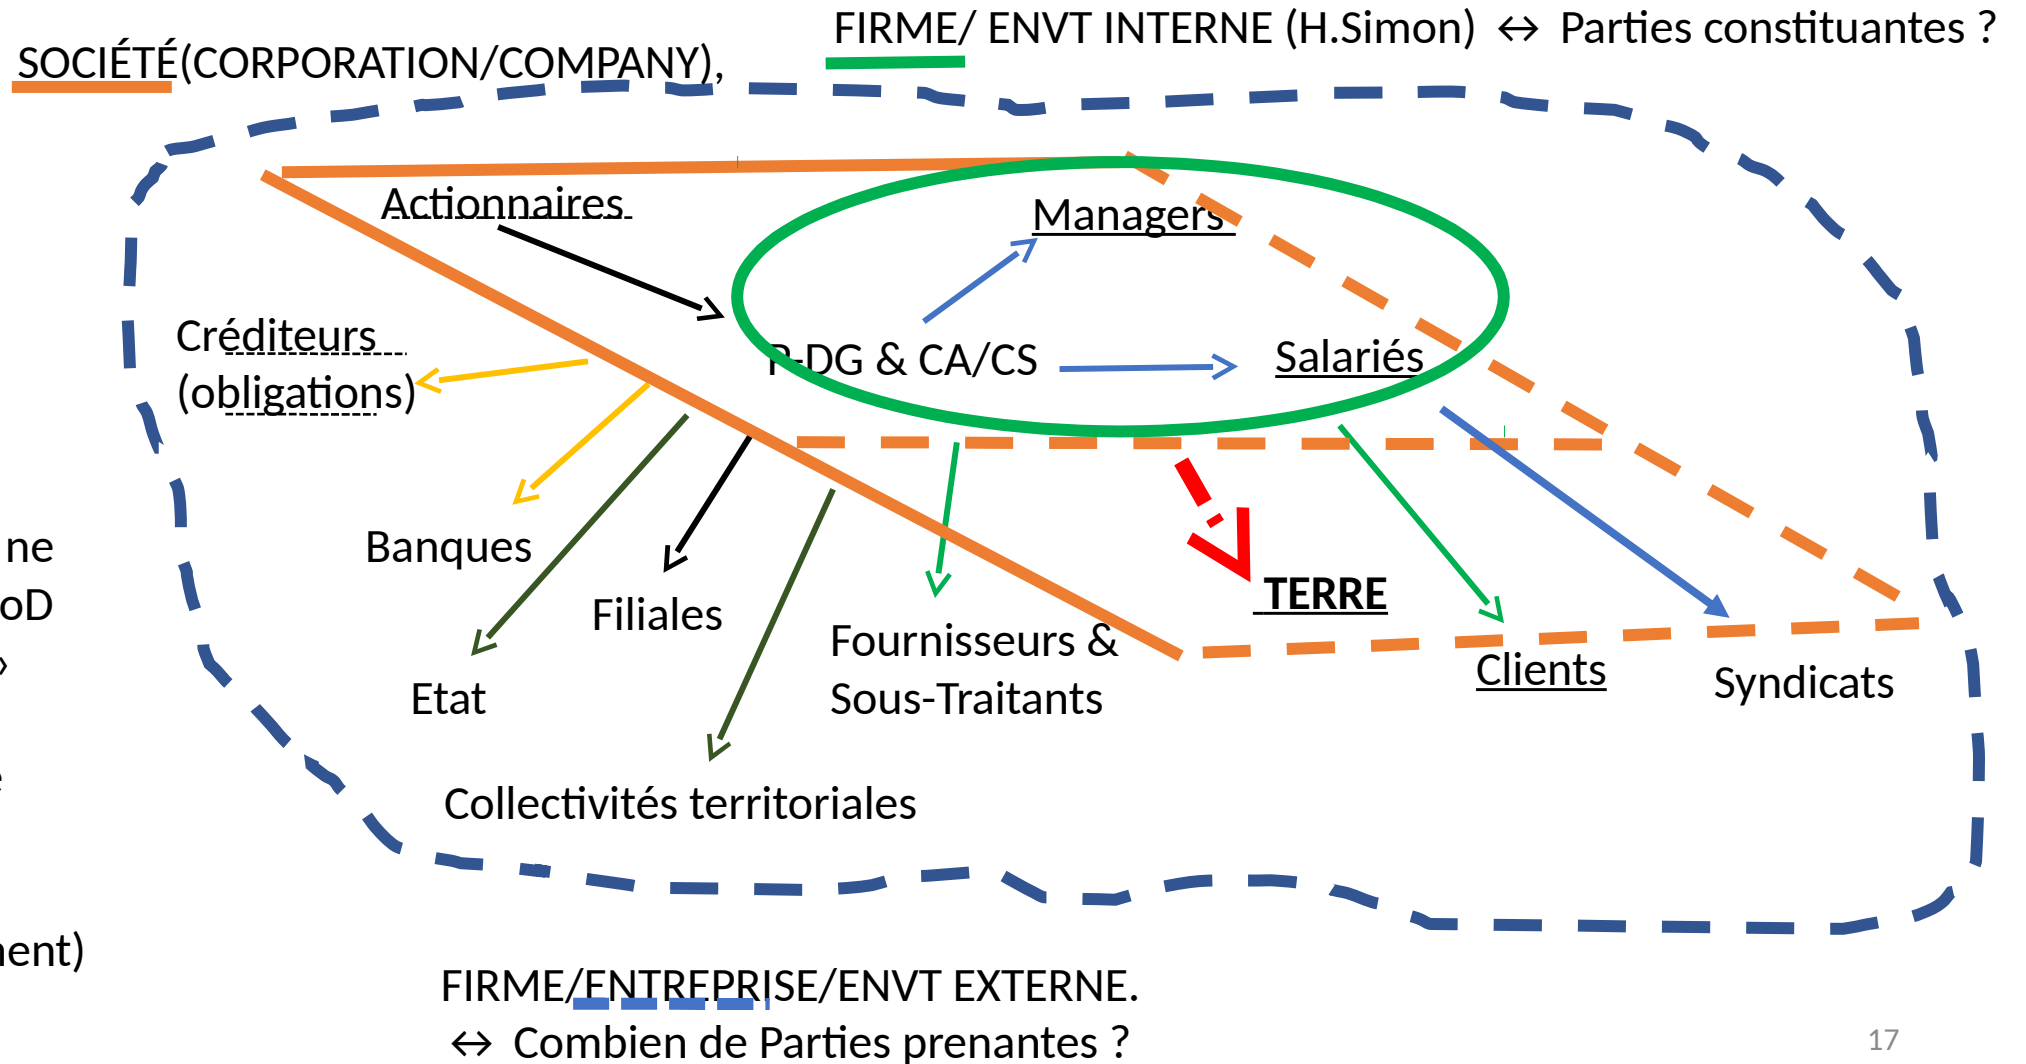 FIRME/ ENVT INTERNE (H.Simon) ↔ Parties constituantes ?
SOCIÉTÉ(CORPORATION/COMPANY),
Actionnaires
Managers
Créditeurs
(obligations)
P-DG & CA/CS
Salariés
ne
oD
Banques
TERRE
Filiales
Fournisseurs &
Sous-Traitants
Clients
Syndicats
Etat
Collectivités territoriales
ent)
FIRME/ENTREPRISE/ENVT EXTERNE.
↔ Combien de Parties prenantes ?
17